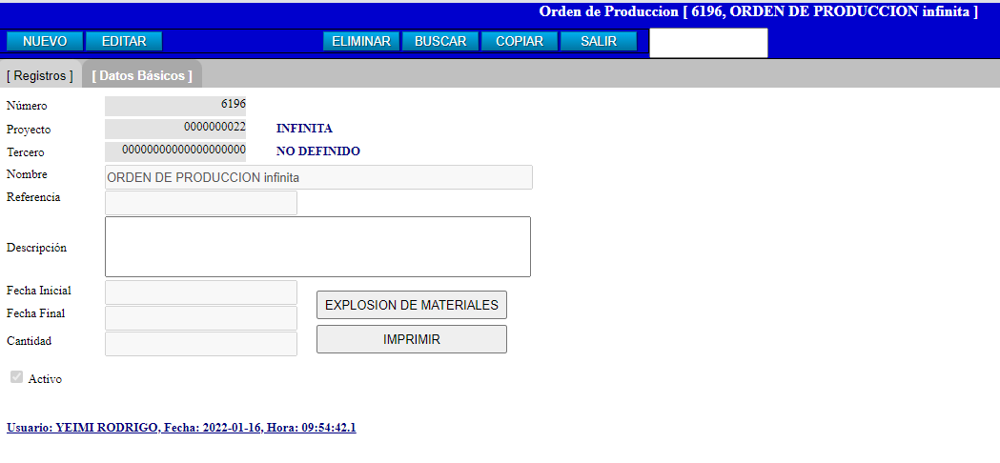 Orden de Produccion [ 6196, ORDEN DE PRODUCCION infinita ]
NUEVO EDITAR ELIMINAR BUSCAR COPIAR SALIR
[ Registros ] [ Datos Básicos ]
Número 6196
Proyecto 0000000022 INFINITA
Tercero 00000000000000000000 NO DEFINIDO
Nombre ORDEN DE PRODUCCION infinita
Referencia
Descripción
Fecha Inicial
EXPLOSION DE MATERIALES
Fecha Final
Cantidad IMPRIMIR
Activo
Usuario: YEIMI RODRIGO, Fecha: 2022-01-16, Hora: 09:54:42.1